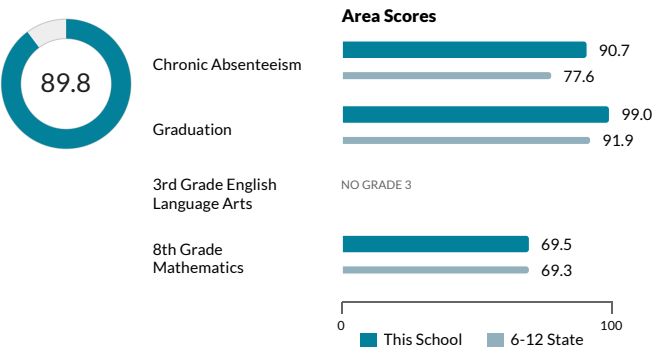 Area Scores
89.8
Chronic Absenteeism
90.7
77.6
Graduation
99.0
91.9
3rd Grade English
Language Arts
NO GRADE 3
8th Grade
Mathematics
69.5
69.3
0
100
This School
6-12 State